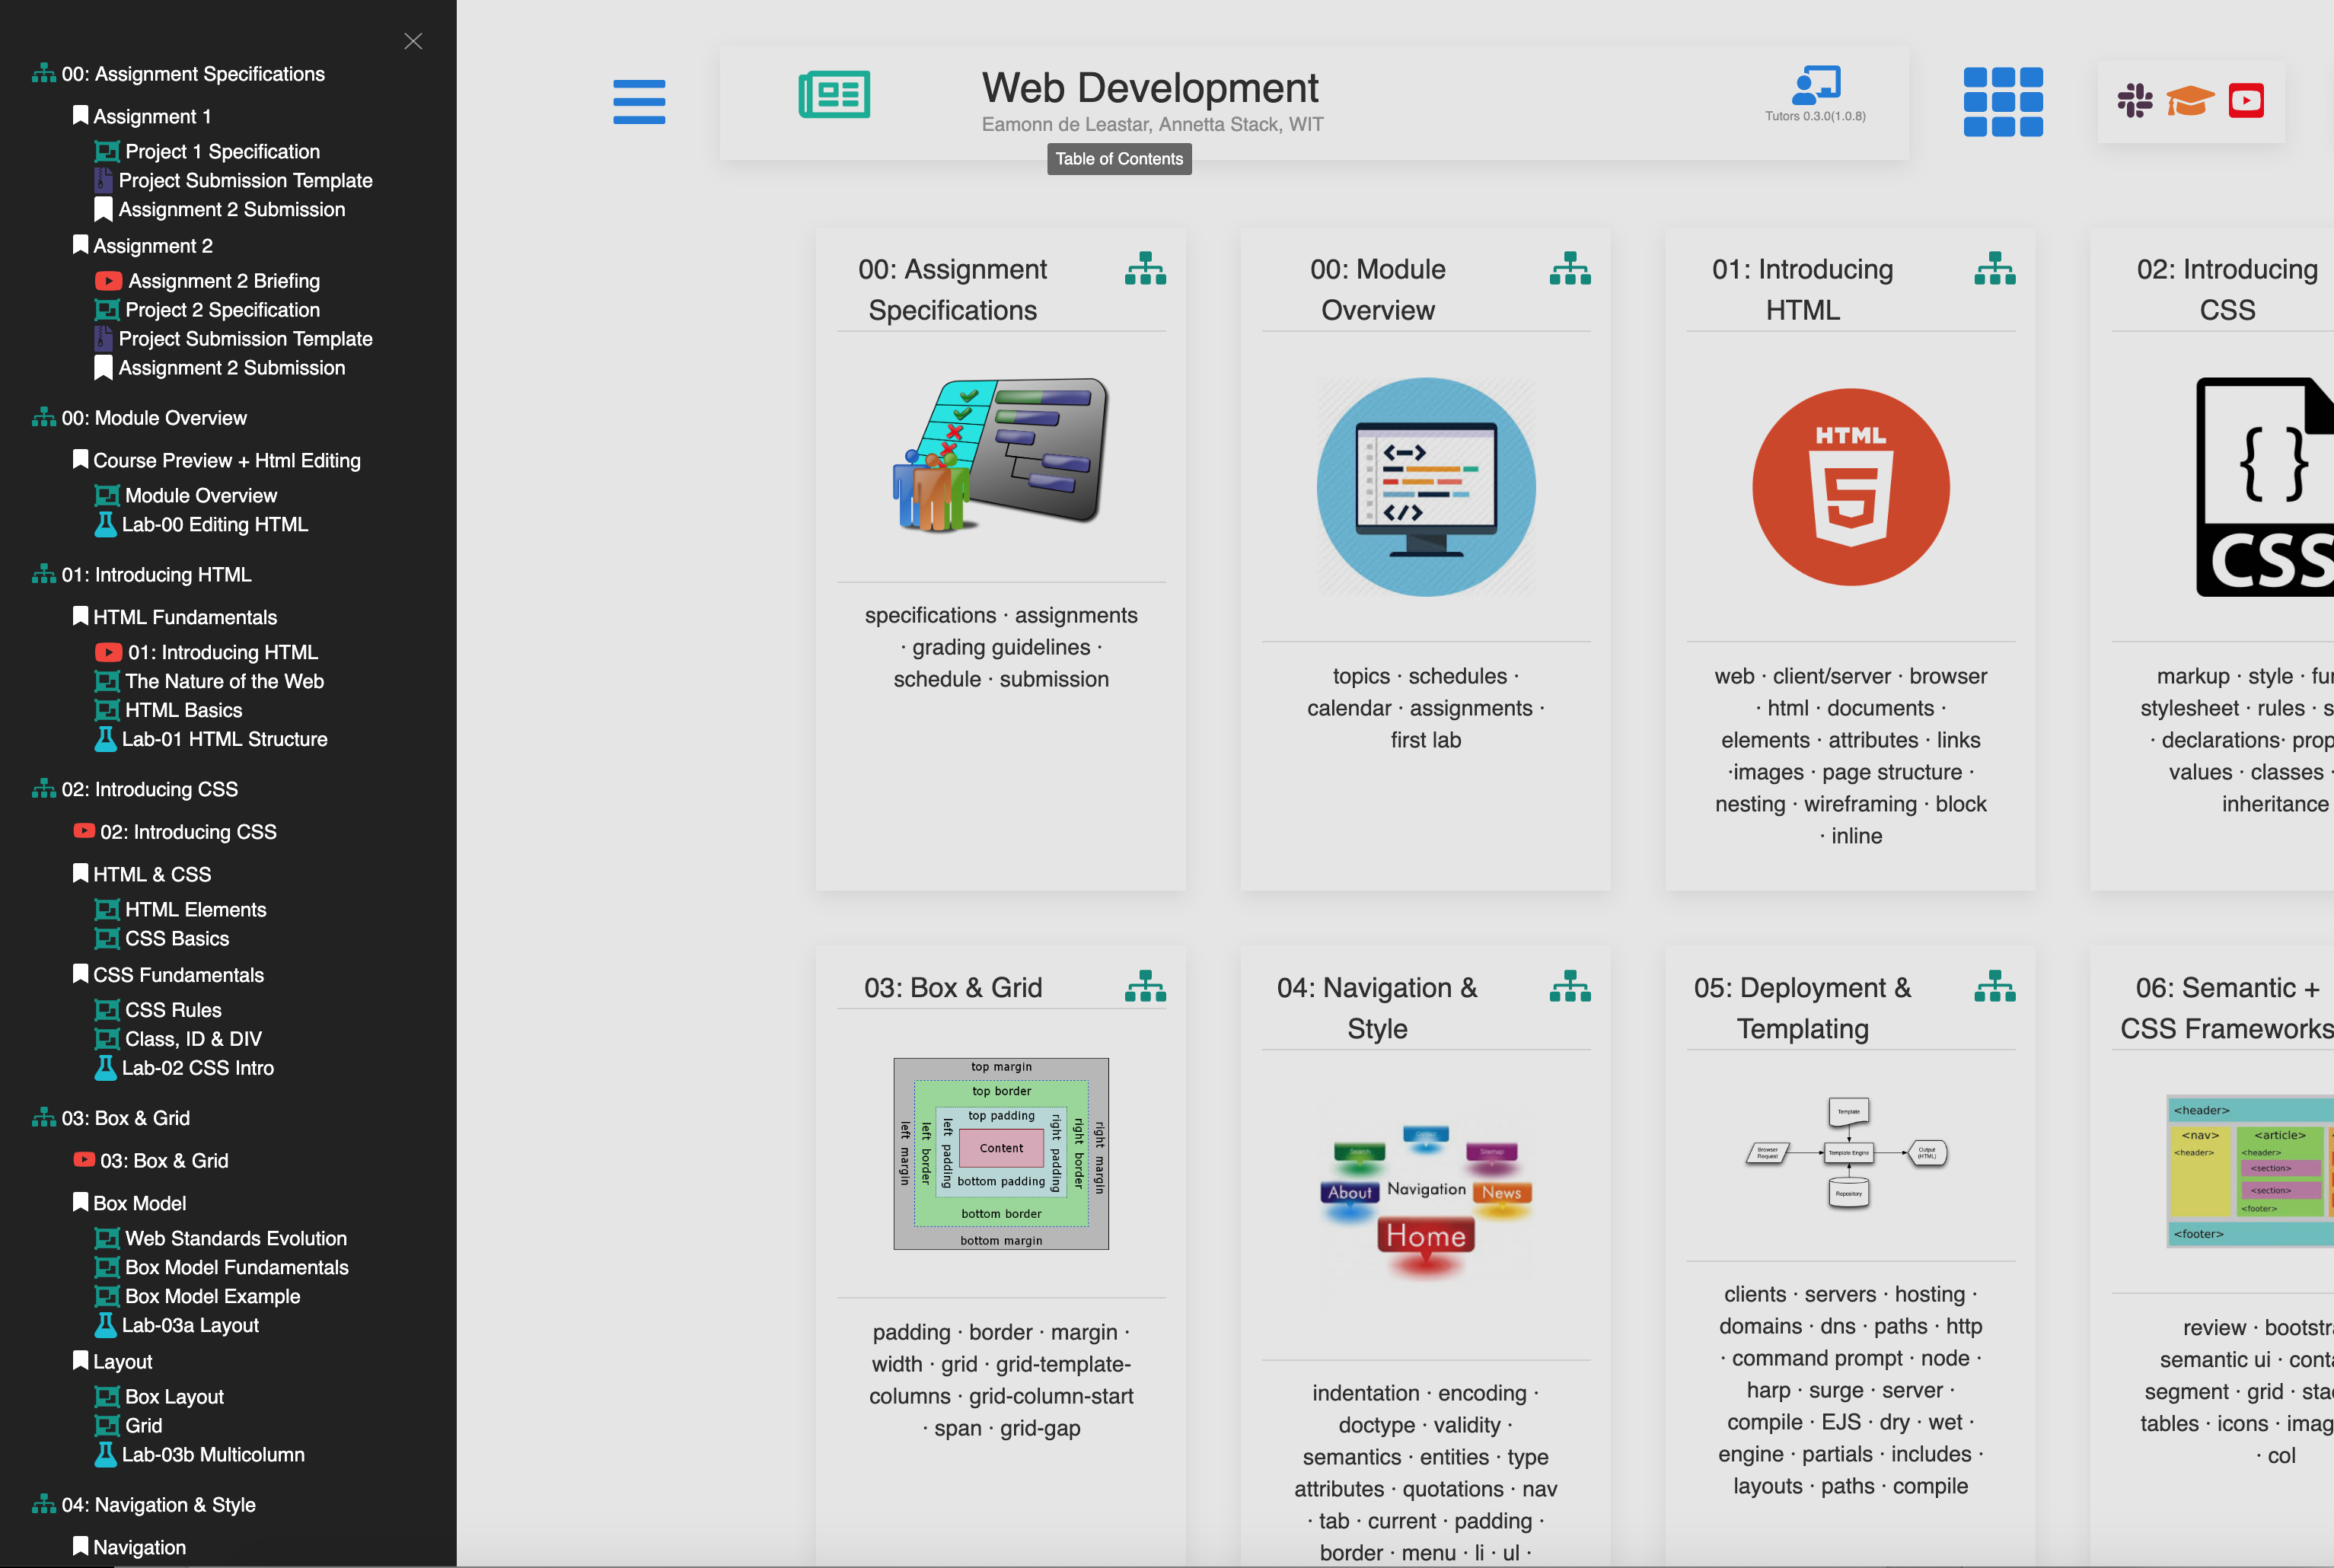 00: Assignment Specifications
Assignment 1
Project 1 Specification
Project Submission Template
Assignment 2 Submission
Assignment 2
Assignment 2 Briefing
Project 2 Specification
Project Submission Template
Assignment 2 Submission
00: Module Overview
Course Preview + Html Editing
Module Overview
Lab-00 Editing HTML
01: Introducing HTML
HTML Fundamentals
01: Introducing HTML
The Nature of the Web
HTML Basics
Lab-01 HTML Structure
02: Introducing CSS
02: Introducing CSS
HTML & CSS
HTML Elements
CSS Basics
CSS Fundamentals
CSS Rules
Class, ID & DIV
Lab-02 CSS Intro
03: Box & Grid
03: Box & Grid
Box Model
Web Standards Evolution
Box Model Fundamentals
Box Model Example
Lab-03a Layout
Layout
Box Layout
Grid
Lab-03b Multicolumn
04: Navigation & Style
Navigation
Web Development
Eamonn de Leastar, Annetta Stack, WIT
Table of Contents
Tutors 0.3.0(1.0.8)
00: Assignment
Specifications
specifications · assignments
· grading guidelines ·
schedule · submission
00: Module
Overview
topics · schedules ·
calendar · assignments ·
first lab
01: Introducing
HTML
HTML
5
web · client/server · browser
· html · documents ·
elements · attributes · links
·images · page structure ·
nesting · wireframing · block
· inline
02: Introducing
CSS
{ }
CSS
markup · style ·
stylesheet · rules ·
· declarations·
values · classes
inheritance
03: Box & Grid
top margin
top border
top padding
left margin
left border
left padding
Content
right padding
right border
right margin
bottom padding
bottom border
bottom margin
padding · border · margin ·
width · grid · grid-template-
columns · grid-column-start
· span · grid-gap
04: Navigation &
Style
Search
Sitemap
About
Navigation
News
Home
indentation · encoding ·
doctype · validity ·
semantics · entities · type
attributes · quotations · nav
· tab · current · padding ·
border · menu · li · ul ·
05: Deployment &
Templating
Template
Browser
Request
Template Engine
Output
(HTML)
Repository
clients · servers · hosting ·
domains · dns · paths · http
· command prompt · node ·
harp · surge · server ·
compile · EJS · dry · wet ·
engine · partials · includes ·
layouts · paths · compile
06: Semantic +
CSS Frameworks
<header>
<nav>
<header>
<article>
<header>
<section>
<section>
<footer>
<footer>
review ·
semantic ui ·
segment · grid ·
tables · icons ·
· col